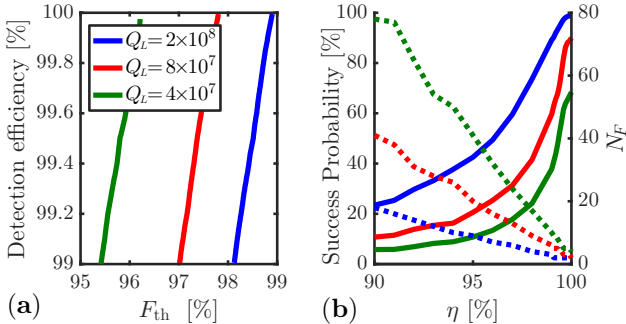 Detection efficiency [%]
100
99.8
99.6
99.4
99.2
99
Q_L = 2×10^8
Q_L = 8×10^7
Q_L = 4×10^7
95 96 97 98 99
(a) F_th [%]
Success Probability [%]
100
80
60
40
20
0
80
60
40
20
0
N_F
90 95 100
(b) η [%]